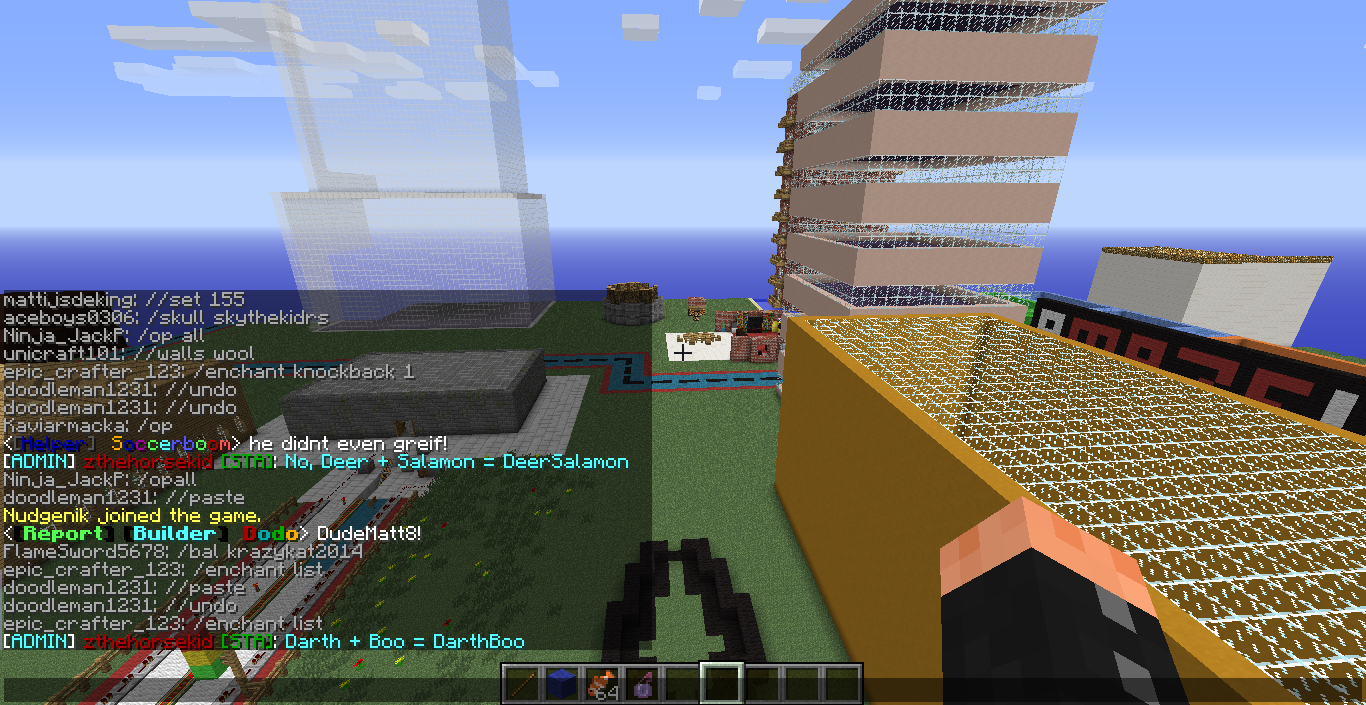 mattijsdeking: //set 155
aceboys0306: /skull skythekidrs
Ninja_JackP: /op all
unicraft101: //walls wool
epic_crafter_123: /enchant knockback 1
doodleman1231: //undo
doodleman1231: //undo
Kaviarmacka: /op
<[Helper] Soccerboom> he didnt even greif!
[ADMIN] zthehorsekid [STA]: No, Deer + Salamon = DeerSalamon
Ninja_JackP: /opall
doodleman1231: //paste
Nudgenik joined the game.
<[Report] [Builder] Dodo> DudeMatt8!
FlameSword5678: /bal krazykat2014
epic_crafter_123: /enchant list
doodleman1231: //paste
doodleman1231: //undo
epic_crafter_123: /enchant list
[ADMIN] zthehorsekid [STA]: Darth + Boo = DarthBoo
64